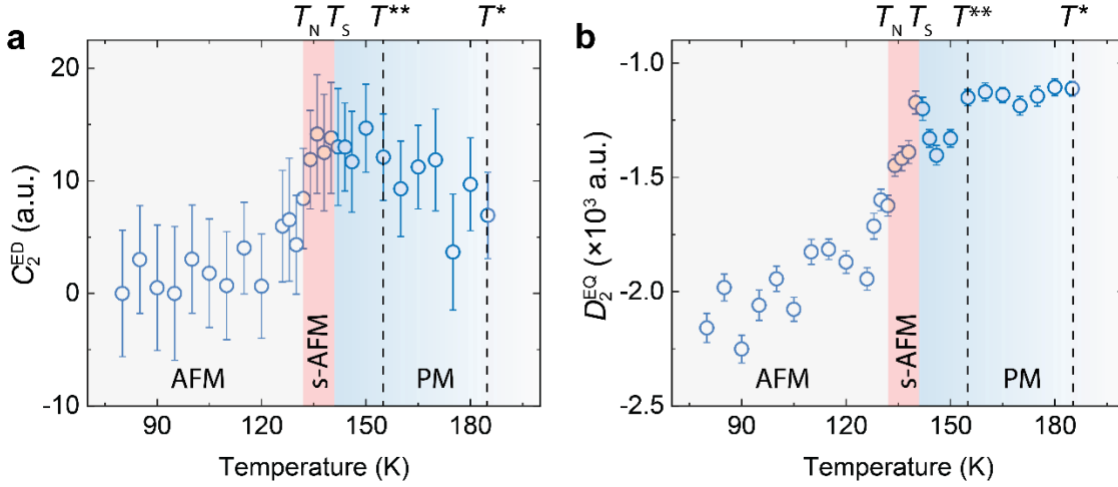 a
T_N T_S T** T*
C_2^ED (a.u.)
20
10
0
-10
AFM
s-AFM
PM
90 120 150 180
Temperature (K)
b
T_N T_S T** T*
D_2^EQ (×10³ a.u.)
-1.0
-1.5
-2.0
-2.5
AFM
s-AFM
PM
90 120 150 180
Temperature (K)